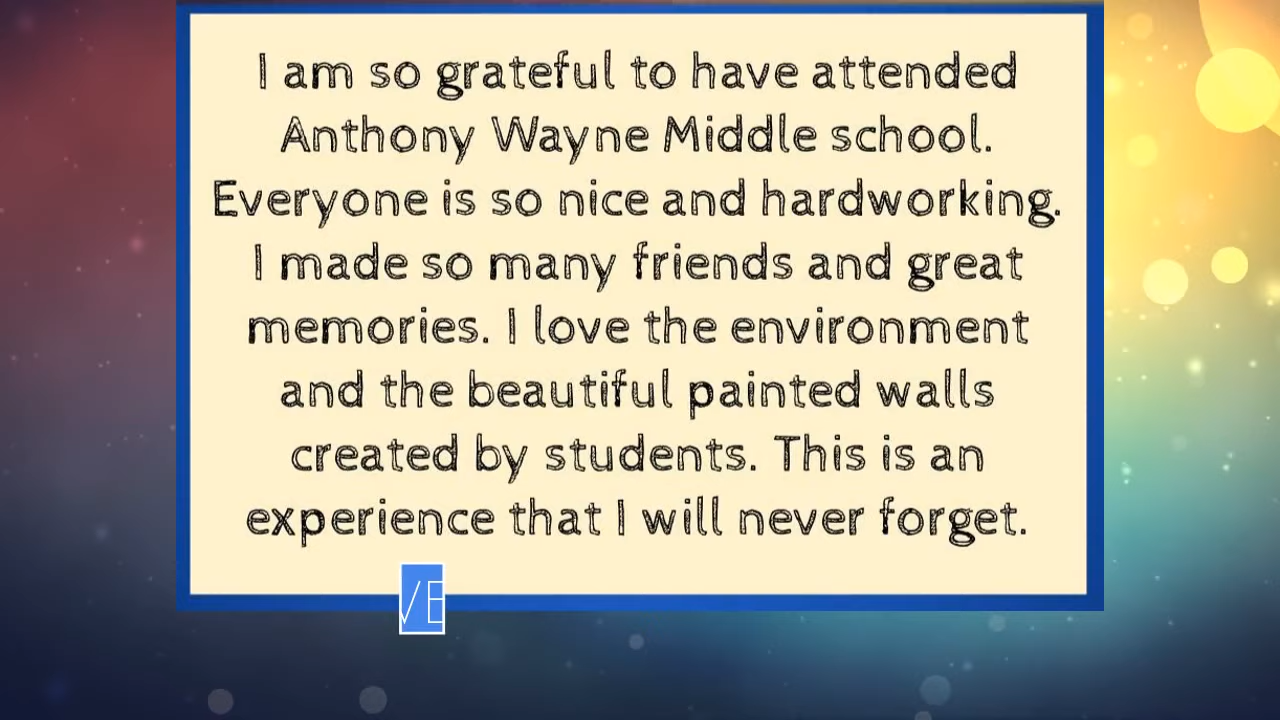 I am so grateful to have attended
Anthony Wayne Middle school.
Everyone is so nice and hardworking.
I made so many friends and great
memories. I love the environment
and the beautiful painted walls
created by students. This is an
experience that I will never forget.